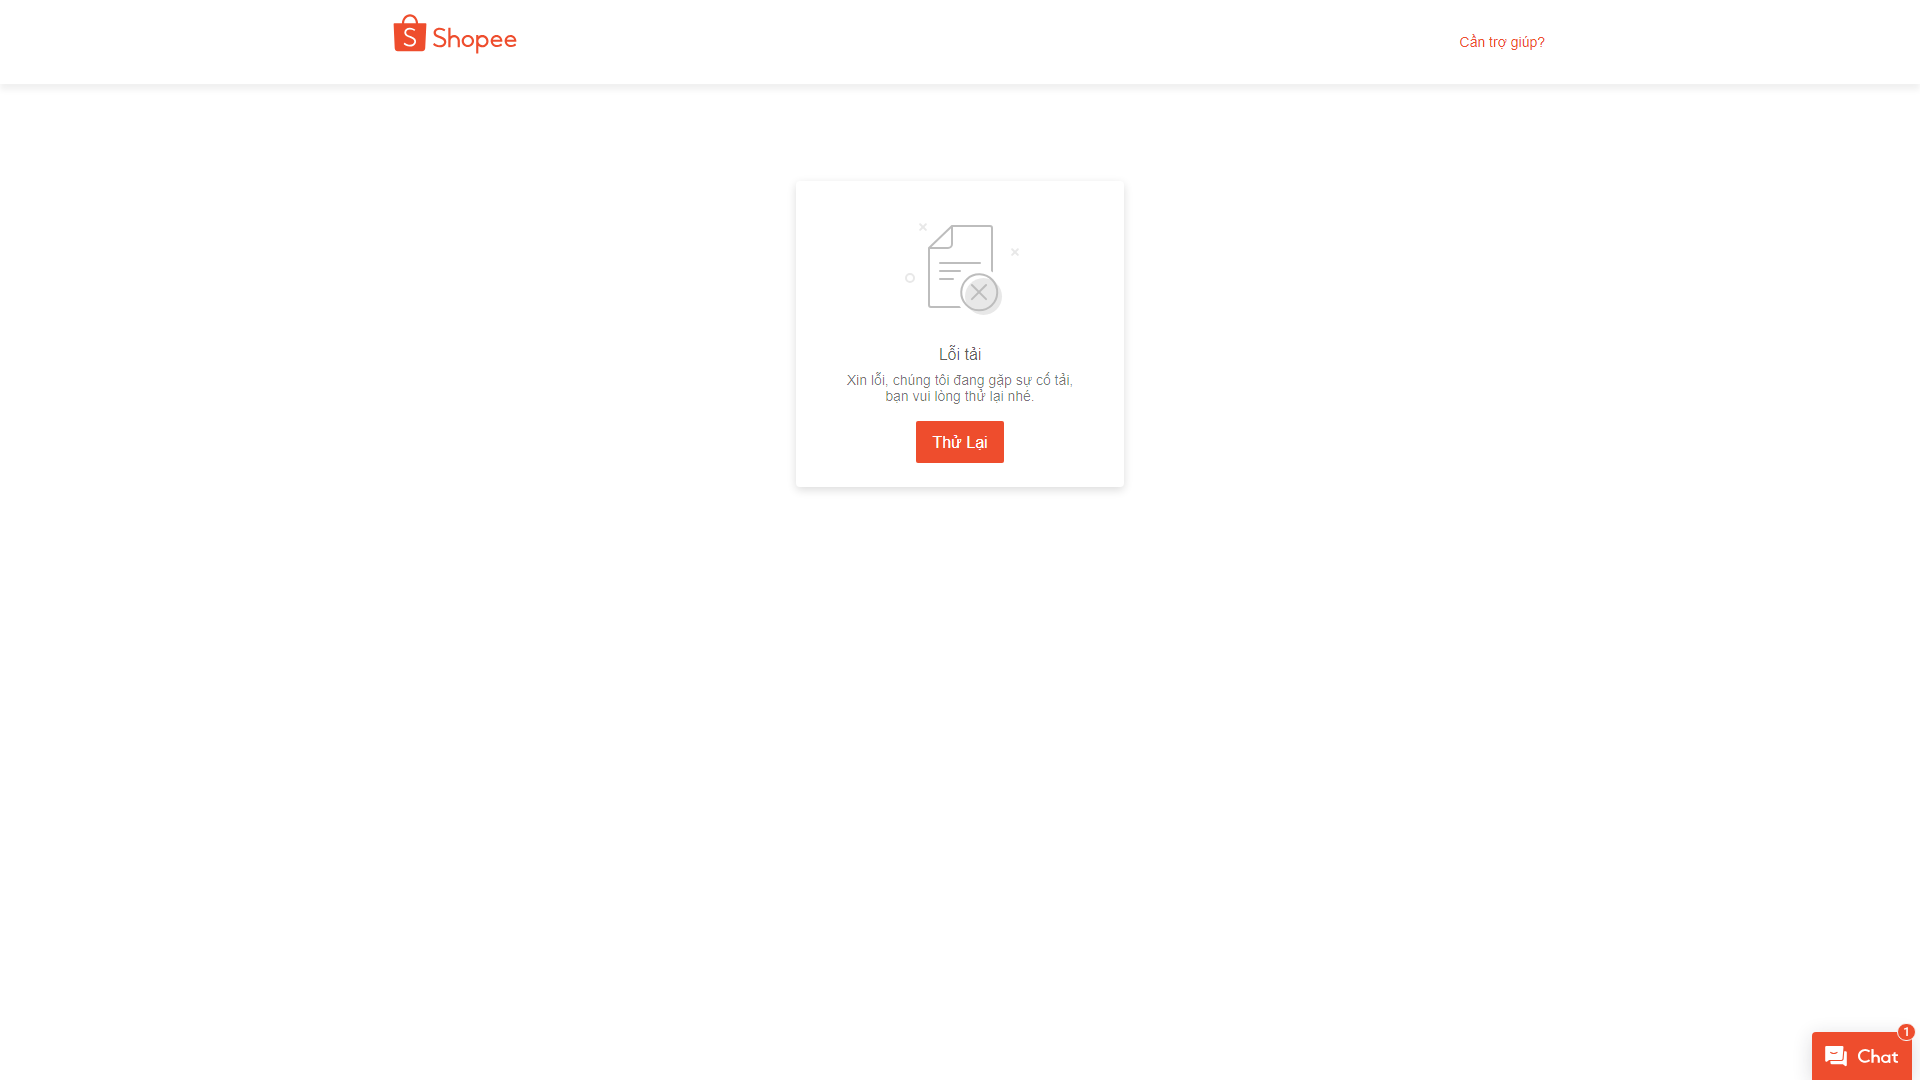 Shopee
Cần trợ giúp?
Lỗi tải
Xin lỗi, chúng tôi đang gặp sự cố tải,
bạn vui lòng thử lại nhé.
Thử Lại
1
Chat